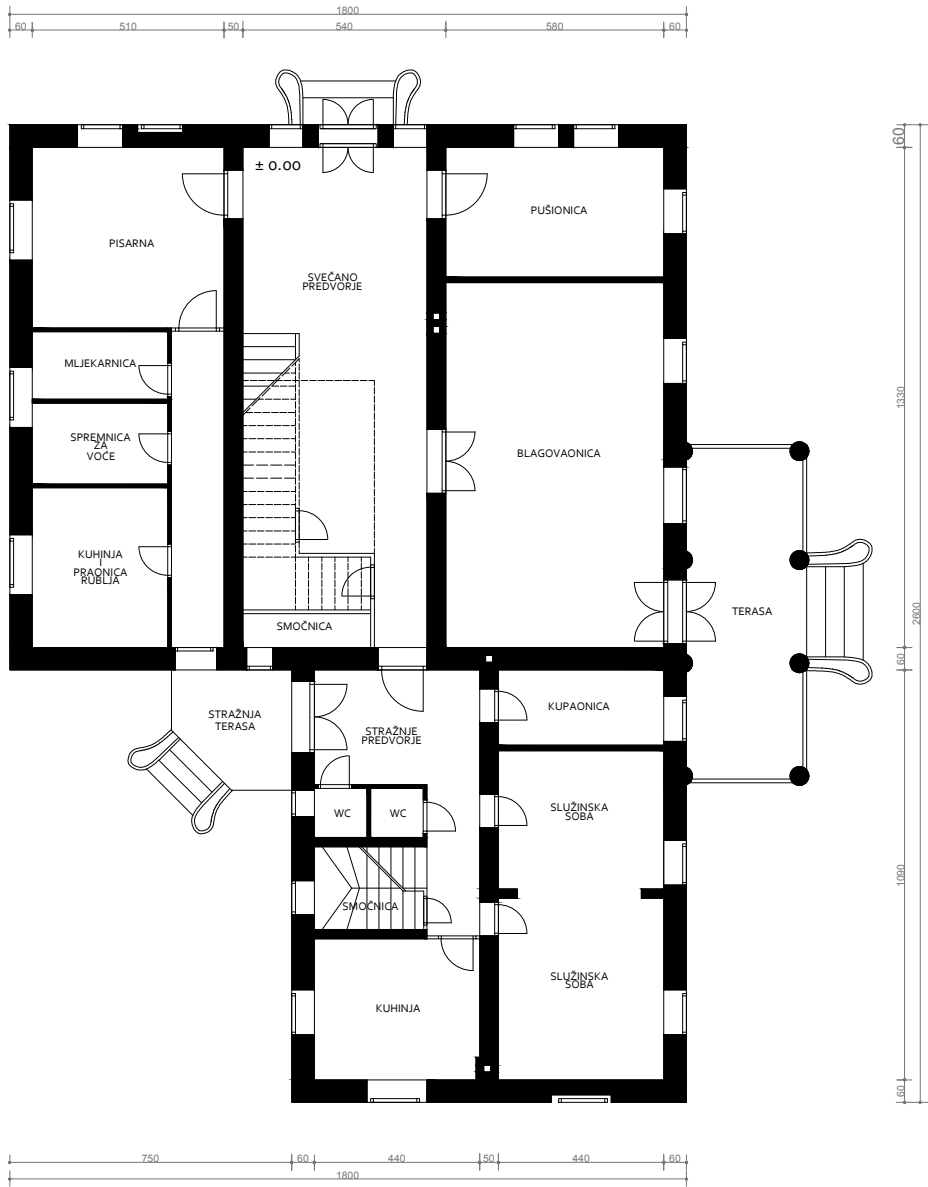 1800
60 510 50 540 580 60
60
± 0.00
PUŠIONICA
PISARNA
SVEČANO
PREDVORJE
MLJEKARNICA
1330
SPREMNICA
ZA
VOĆE
BLAGOVAONICA
KUHINJA
I
PRAONICA
RUBLJA
TERASA
2600
SMOČNICA
60
KUPAONICA
STRAŽNJA
TERASA
STRAŽNJE
PREDVORJE
WC WC
SLUŽINSKA
SOBA
1090
SMOČNICA
SLUŽINSKA
SOBA
KUHINJA
60
750 60 440 50 440 60
1800